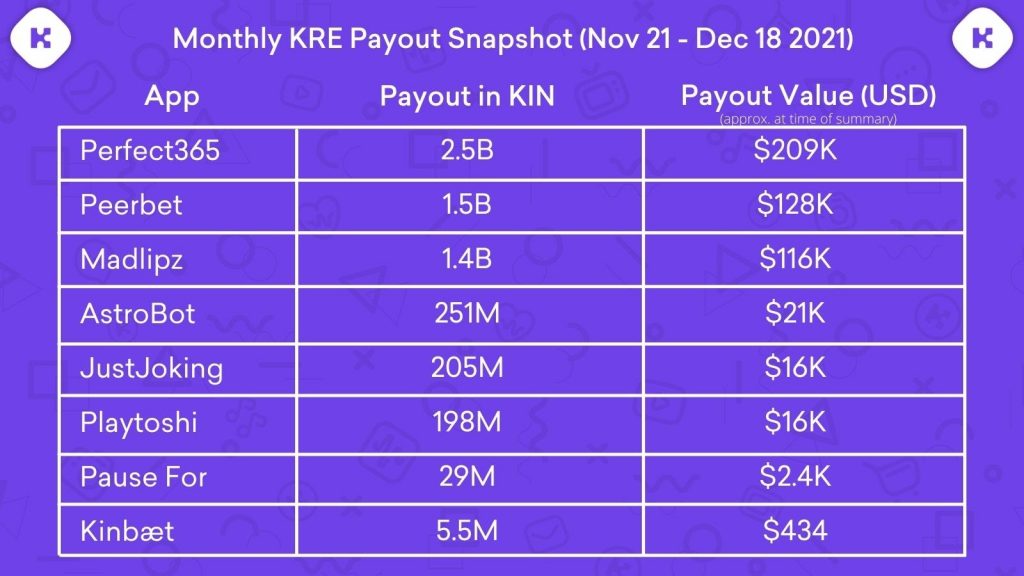 Monthly KRE Payout Snapshot (Nov 21 - Dec 18 2021)
App Payout in KIN Payout Value (USD)
(approx. at time of summary)
Perfect365 2.5B $209K
Peerbet 1.5B $128K
Madlipz 1.4B $116K
AstroBot 251M $21K
JustJoking 205M $16K
Playtoshi 198M $16K
Pause For 29M $2.4K
Kinbæt 5.5M $434